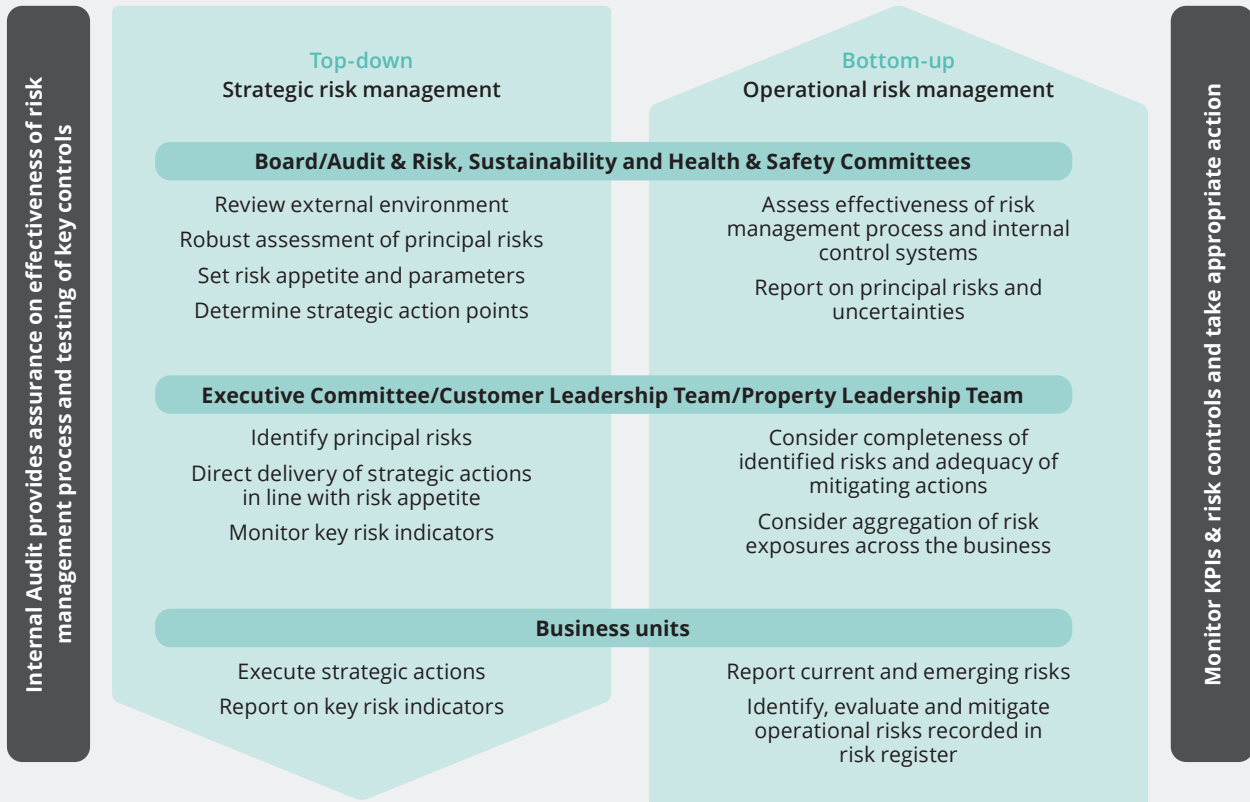 Internal Audit provides assurance on effectiveness of risk
management process and testing of key controls
Top-down
Strategic risk management
Bottom-up
Operational risk management
Board/Audit & Risk, Sustainability and Health & Safety Committees
Review external environment
Robust assessment of principal risks
Set risk appetite and parameters
Determine strategic action points
Assess effectiveness of risk
management process and internal
control systems
Report on principal risks and
uncertainties
Executive Committee/Customer Leadership Team/Property Leadership Team
Identify principal risks
Direct delivery of strategic actions
in line with risk appetite
Monitor key risk indicators
Consider completeness of
identified risks and adequacy of
mitigating actions
Consider aggregation of risk
exposures across the business
Business units
Execute strategic actions
Report on key risk indicators
Report current and emerging risks
Identify, evaluate and mitigate
operational risks recorded in
risk register
Monitor KPIs & risk controls and take appropriate action